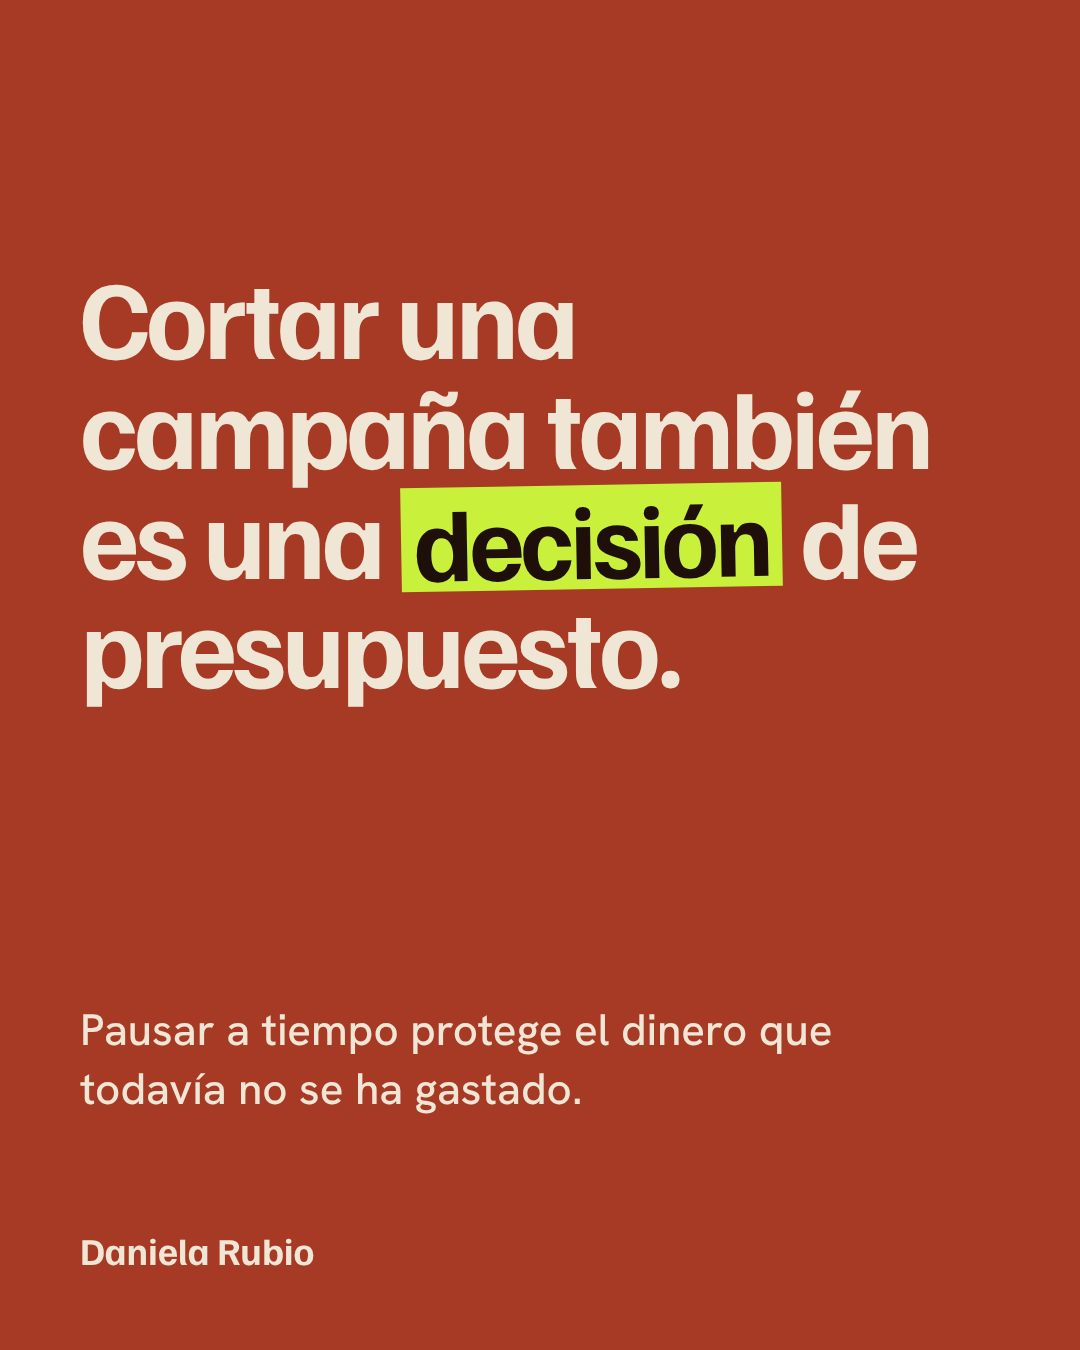 Cortar una
campaña también
es una decisión de
presupuesto.
Pausar a tiempo protege el dinero que
todavía no se ha gastado.
Daniela Rubio